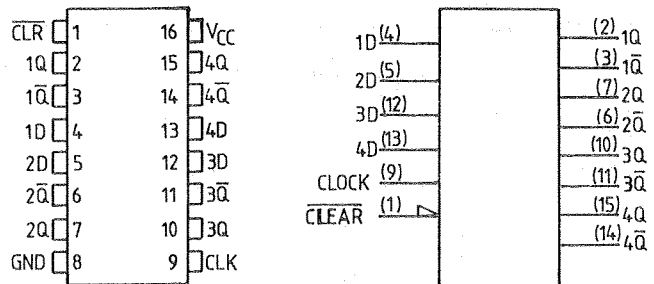 C̅L̅R̅ 1 16 VCC
1Q 2 15 4Q
1Q̅ 3 14 4Q̅
1D 4 13 4D
2D 5 12 3D
2Q̅ 6 11 3Q̅
2Q 7 10 3Q
GND 8 9 CLK
1D (4)
2D (5)
3D (12)
4D (13)
CLOCK (9)
C̅L̅E̅A̅R̅ (1)
(2) 1Q
(3) 1Q̅
(7) 2Q
(6) 2Q̅
(10) 3Q
(11) 3Q̅
(15) 4Q
(14) 4Q̅